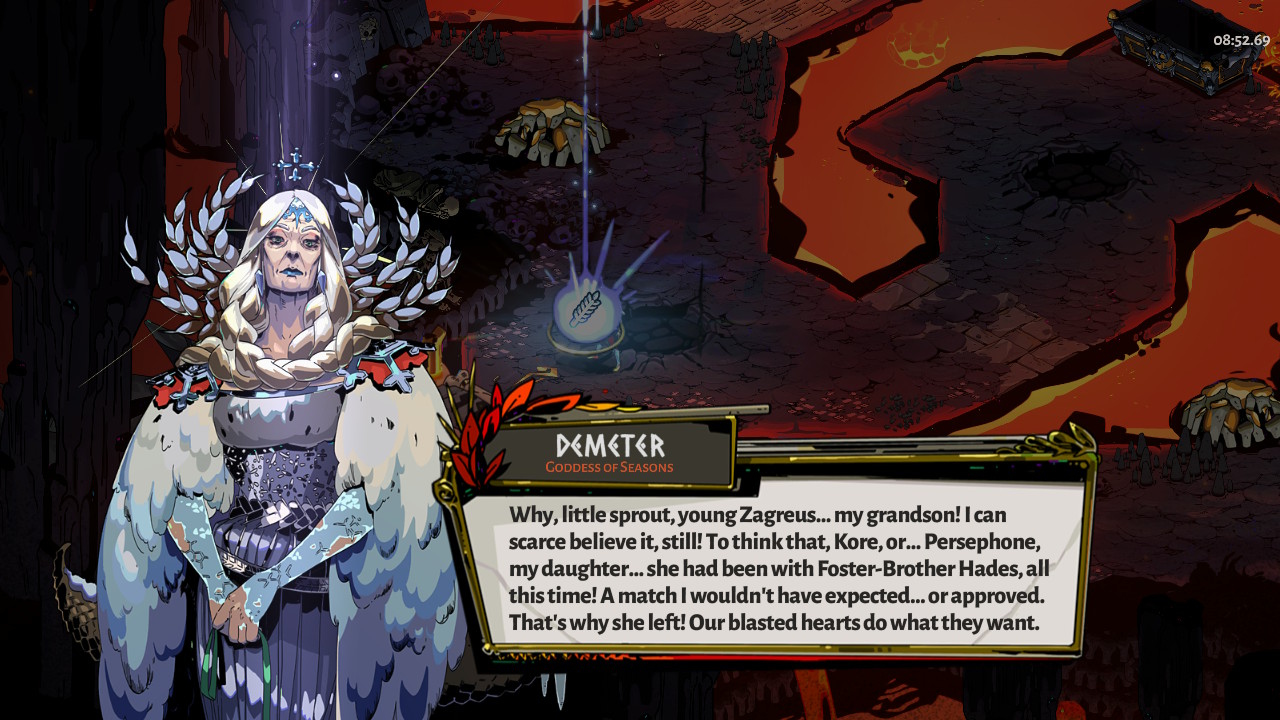 08:52.69
DEMETER
GODDESS OF SEASONS
Why, little sprout, young Zagreus... my grandson! I can
scarce believe it, still! To think that, Kore, or... Persephone,
my daughter... she had been with Foster-Brother Hades, all
this time! A match I wouldn't have expected... or approved.
That's why she left! Our blasted hearts do what they want.